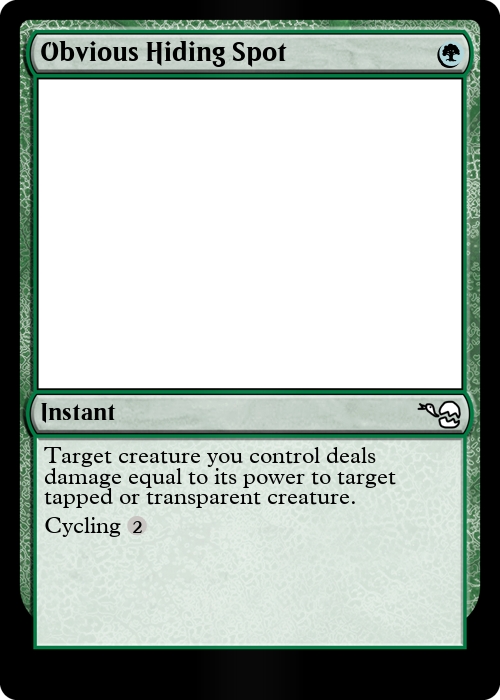 Obvious Hiding Spot
Instant
Target creature you control deals
damage equal to its power to target
tapped or transparent creature.
Cycling 2